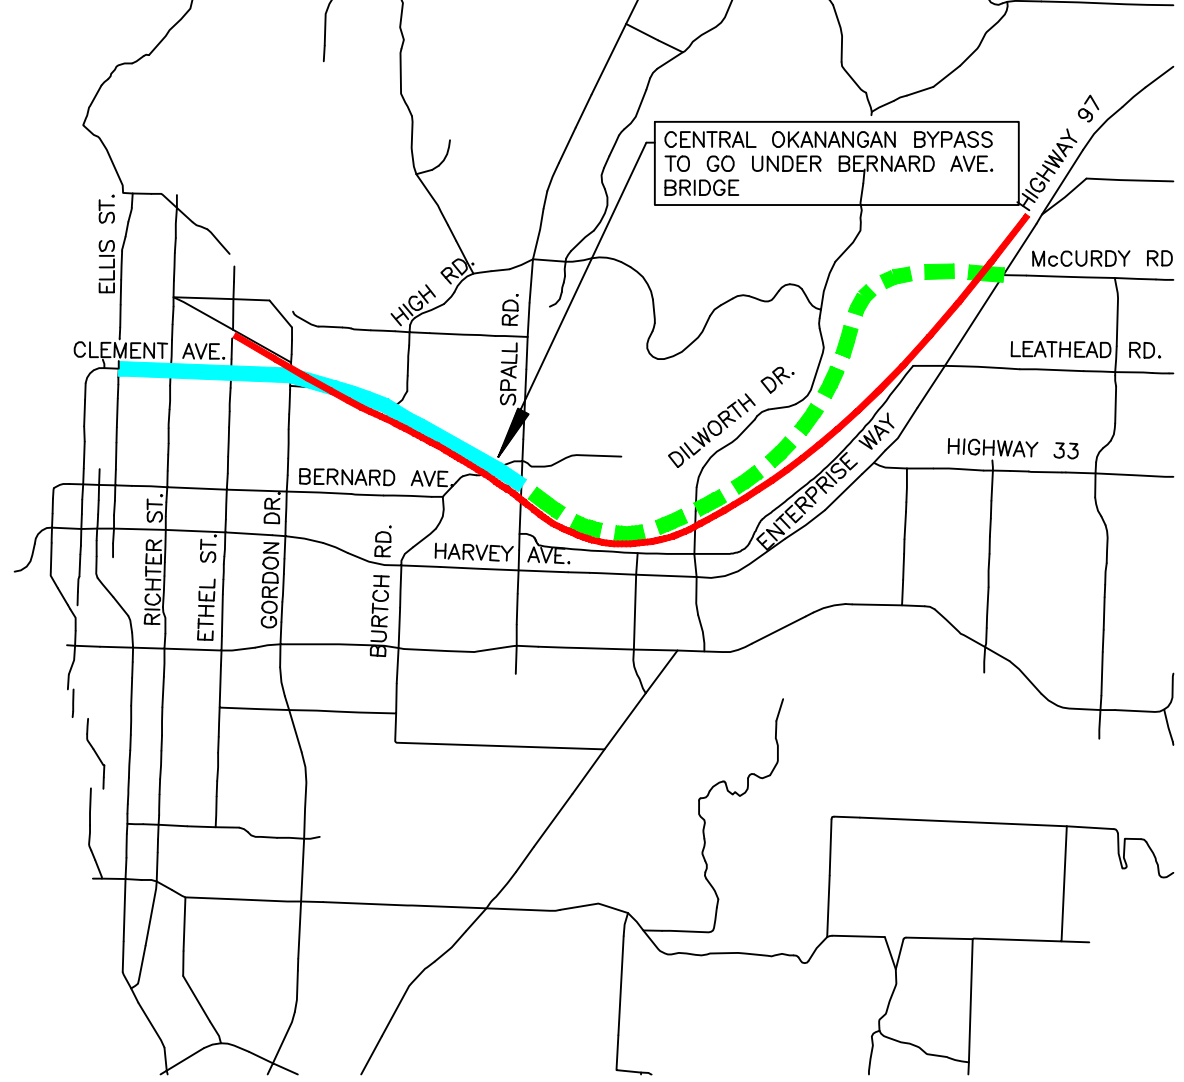 HIGHWAY 97
CENTRAL OKANANGAN BYPASS
TO GO UNDER BERNARD AVE.
BRIDGE
ELLIS ST.
HIGH RD.
McCURDY RD
SPALL RD.
CLEMENT AVE.
LEATHEAD RD.
DILWORTH DR.
ENTERPRISE WAY
HIGHWAY 33
BERNARD AVE.
RICHTER ST.
ETHEL ST.
GORDON DR.
BURTCH RD.
HARVEY AVE.